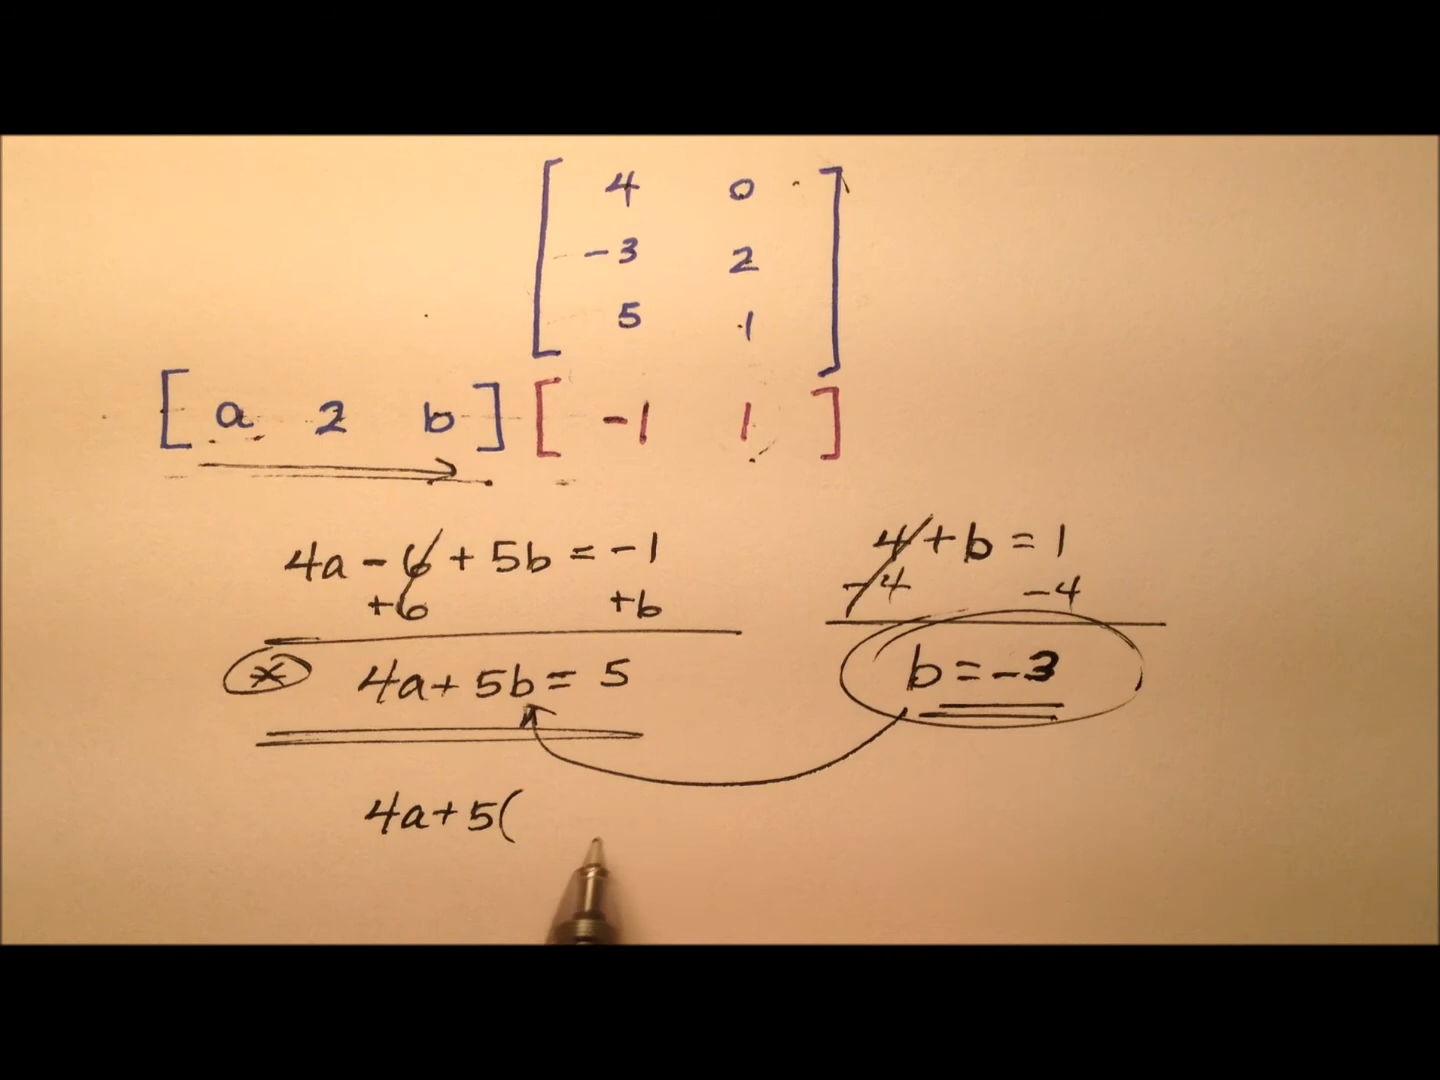 4 0
-3 2
5 1
[ a 2 b ] [ -1 1 ]
4a - 6 + 5b = -1
+6 +6
4 + b = 1
-4 -4
* 4a + 5b = 5
b = -3
4a + 5(